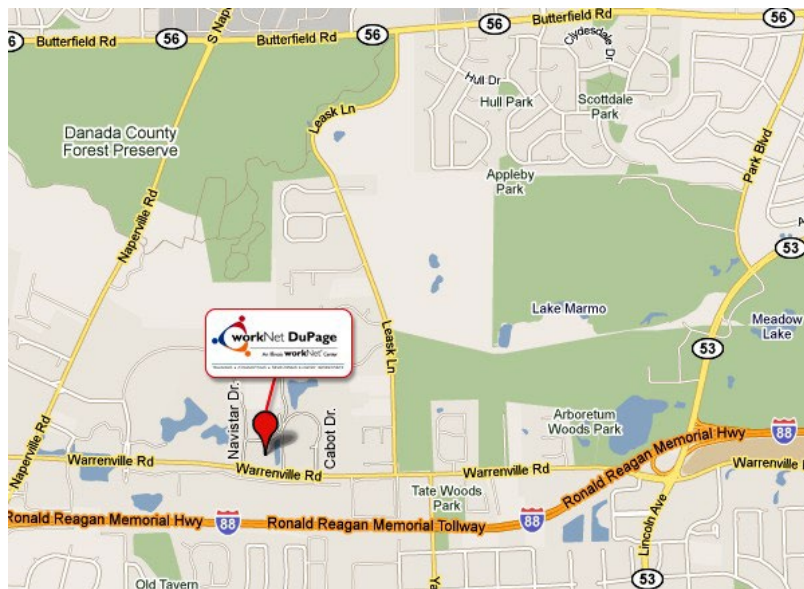 56
Butterfield Rd
S Nape
56
Butterfield Rd
56
Butterfield Rd
56
Clydesdale Dr
Hull Dr
Hull Park
Scottdale
Park
Leask Ln
Danada County
Forest Preserve
Appleby
Park
Park Blvd
Naperville Rd
53
Lake Marmo
Meadow
Lake
workNet DuPage
An Illinois workNet Center
Leask Ln
53
Navistar Dr.
Cabot Dr.
Arboretum
Woods Park
88
Naperville Rd
Warrenville Rd
Warrenville Rd
Warrenville Rd
Warrenville R
Tate Woods
Park
Ronald Reagan Memorial Hwy
Ronald Reagan Memorial Hwy
88
Ronald Reagan Memorial Tollway
88
Lincoln Ave
Ya
Old Tavern
53